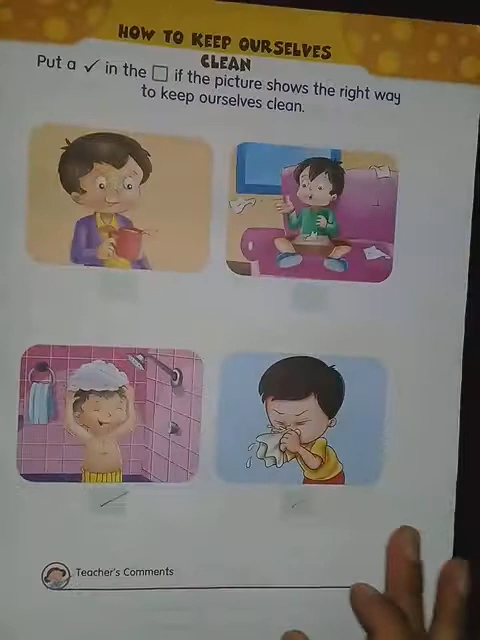 HOW TO KEEP OURSELVES
CLEAN
Put a ✓ in the □ if the picture shows the right way
to keep ourselves clean.
Teacher's Comments